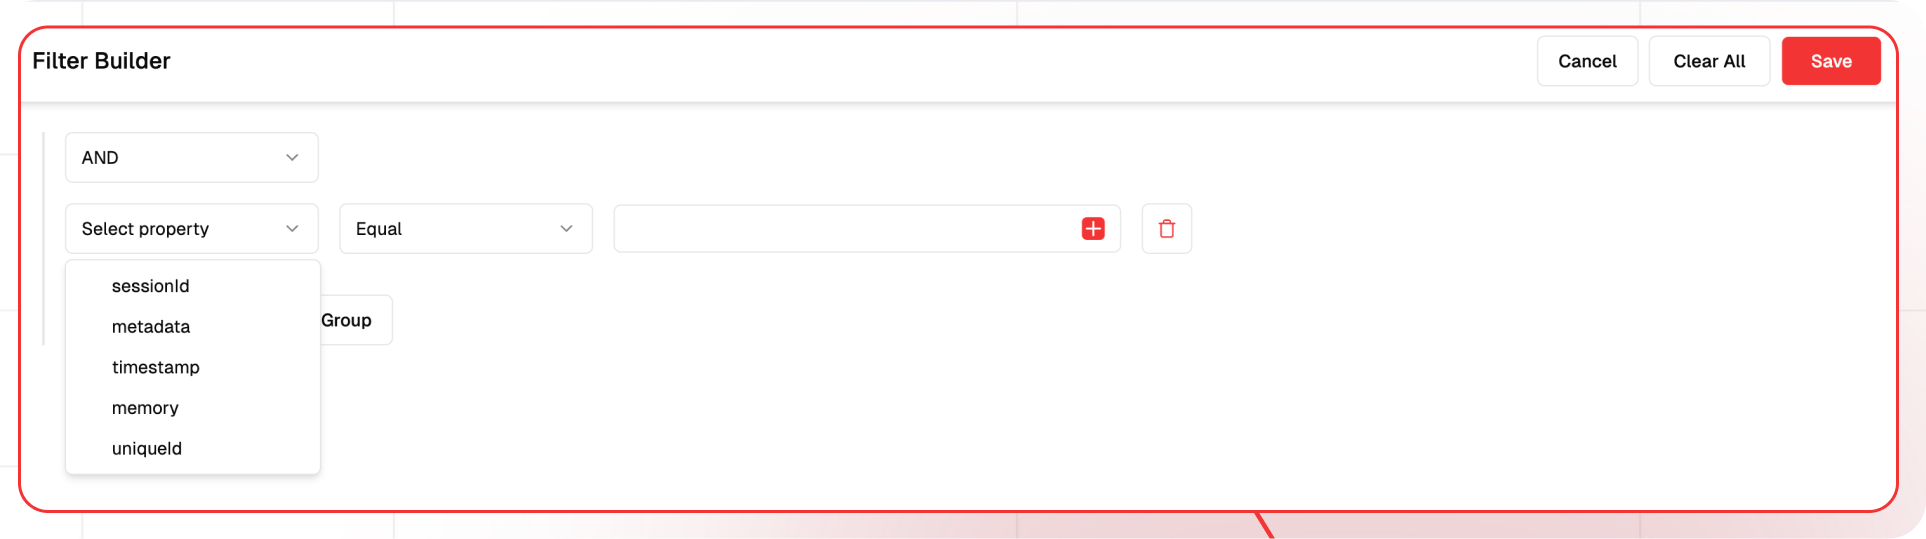 Filter Builder
Cancel
Clear All
Save
AND
Select property
Equal
sessionId
metadata
Group
timestamp
memory
uniqueId